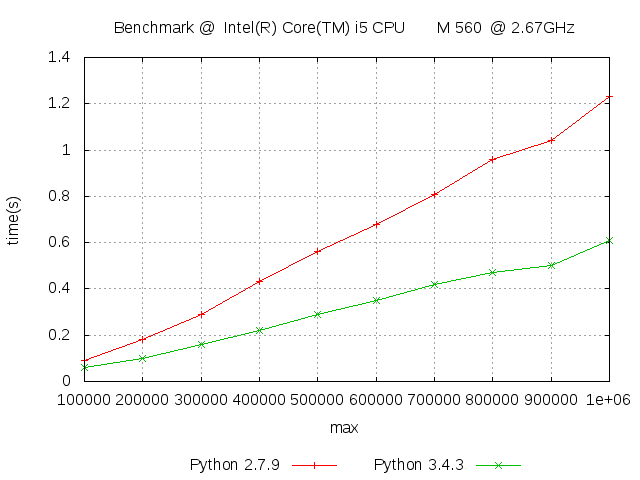 Benchmark @ Intel(R) Core(TM) i5 CPU M 560 @ 2.67GHz
1.4
1.2
1
0.8
0.6
0.4
0.2
0
time(s)
100000 200000 300000 400000 500000 600000 700000 800000 900000 1e+06
max
Python 2.7.9 Python 3.4.3